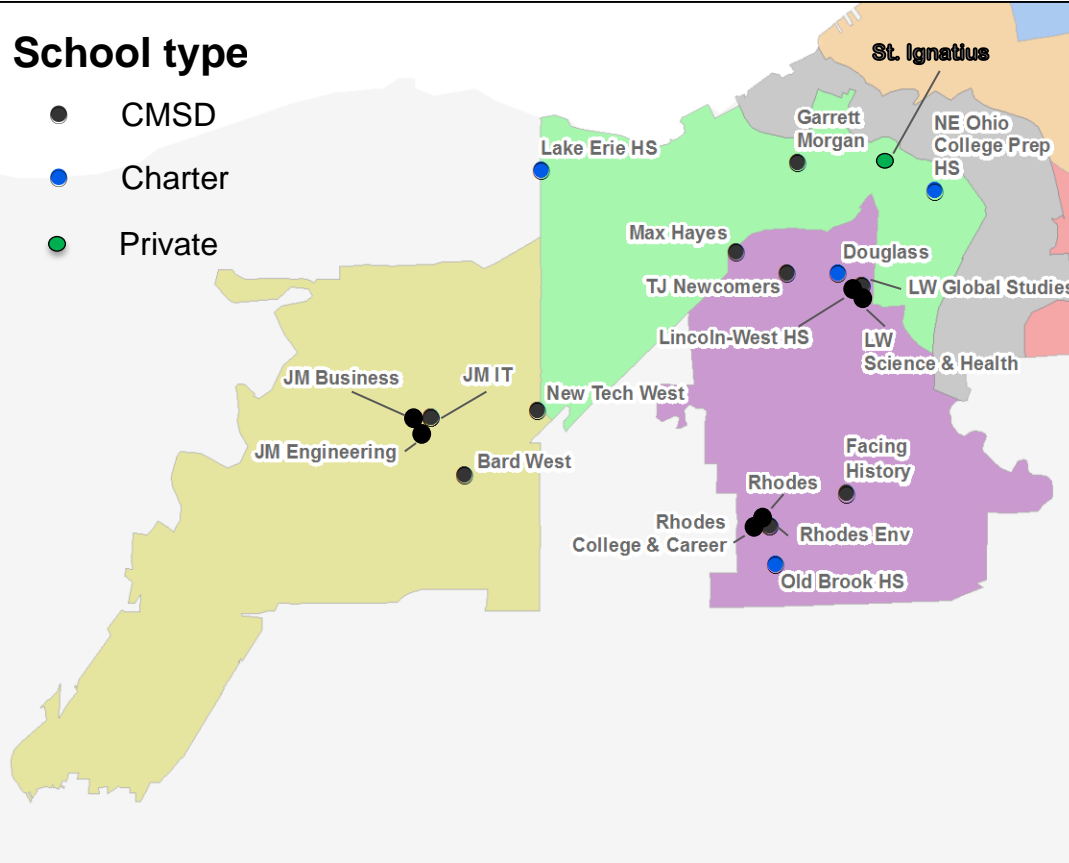 School type
CMSD
Charter
Private
St. Ignatius
Garrett
Morgan
NE Ohio
College Prep
HS
Lake Erie HS
Max Hayes
Douglass
TJ Newcomers
LW Global Studies
Lincoln-West HS
LW
Science & Health
JM Business
JM IT
New Tech West
JM Engineering
Bard West
Facing
History
Rhodes
Rhodes
College & Career
Rhodes Env
Old Brook HS